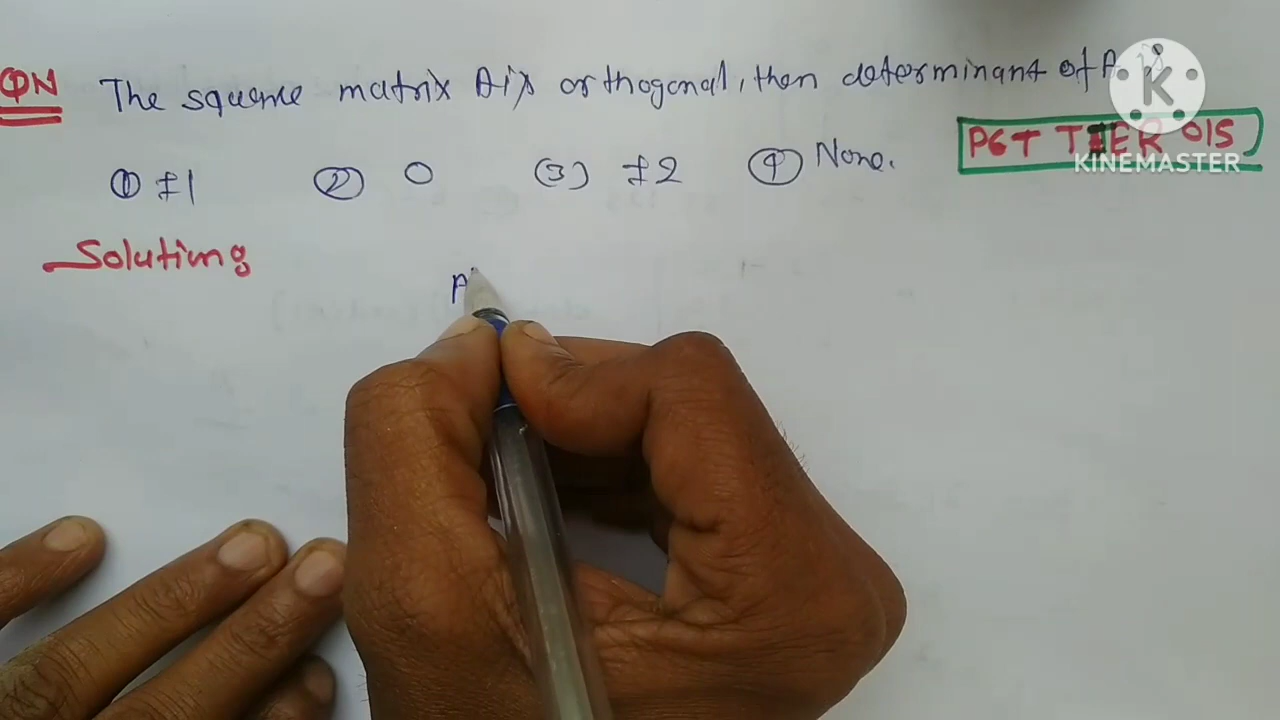 QN The square matrix A is orthogonal, then determinant of A is
PGT TIER 015
KINEMASTER
① ±1 ② 0 (3) ±2 ④ None.
Solution
A